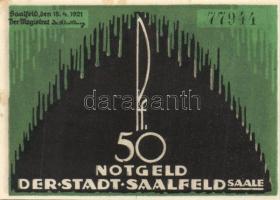 Saalfeld, den 15. 4. 1921
Der Magistrat
77944
darabanth
50
NOTGELD
DER·STADT·SAALFELD SAALE